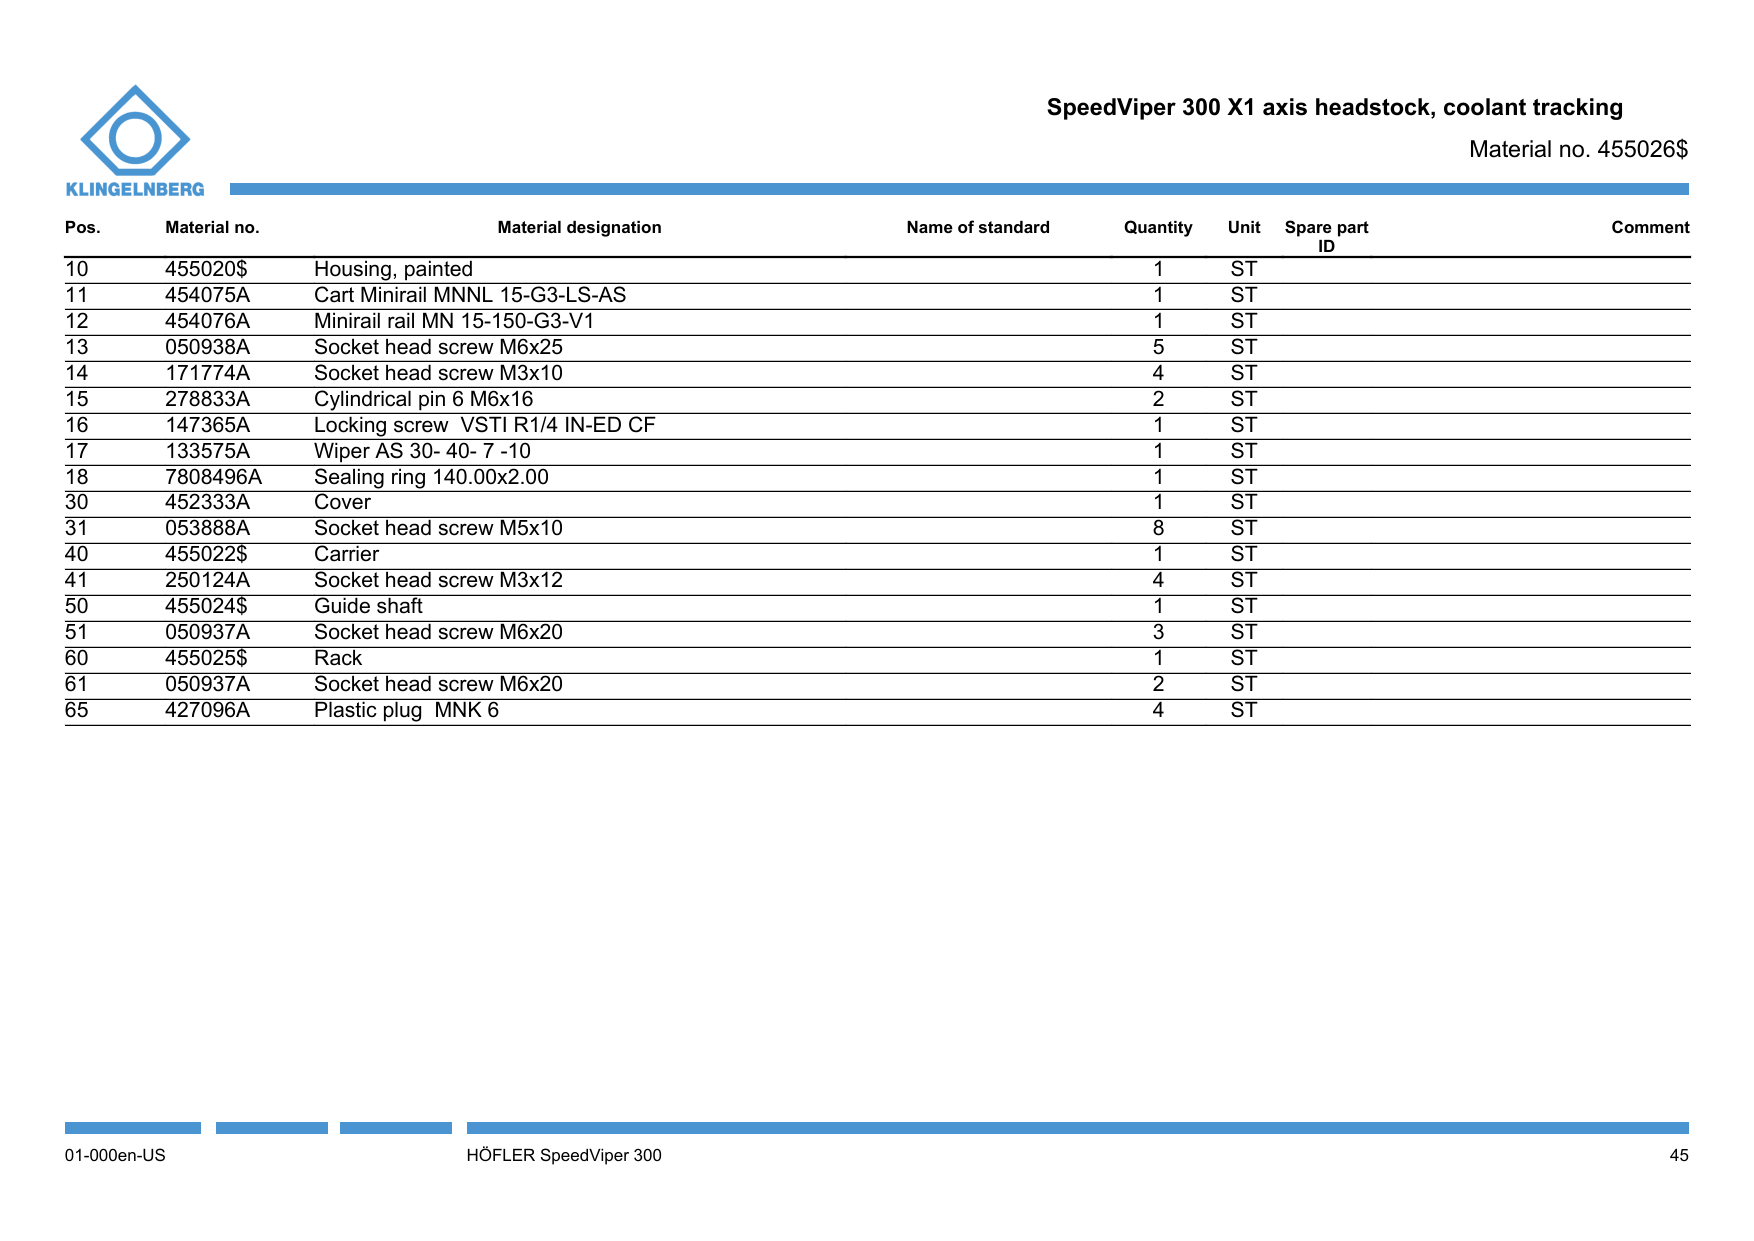 KLINGELNBERG
SpeedViper 300 X1 axis headstock, coolant tracking
Material no. 455026$
Pos. Material no. Material designation Name of standard Quantity Unit Spare part ID Comment
10 455020$ Housing, painted 1 ST
11 454075A Cart Minirail MNNL 15-G3-LS-AS 1 ST
12 454076A Minirail rail MN 15-150-G3-V1 1 ST
13 050938A Socket head screw M6x25 5 ST
14 171774A Socket head screw M3x10 4 ST
15 278833A Cylindrical pin 6 M6x16 2 ST
16 147365A Locking screw  VSTI R1/4 IN-ED CF 1 ST
17 133575A Wiper AS 30- 40- 7 -10 1 ST
18 7808496A Sealing ring 140.00x2.00 1 ST
30 452333A Cover 1 ST
31 053888A Socket head screw M5x10 8 ST
40 455022$ Carrier 1 ST
41 250124A Socket head screw M3x12 4 ST
50 455024$ Guide shaft 1 ST
51 050937A Socket head screw M6x20 3 ST
60 455025$ Rack 1 ST
61 050937A Socket head screw M6x20 2 ST
65 427096A Plastic plug  MNK 6 4 ST
01-000en-US HÖFLER SpeedViper 300 45